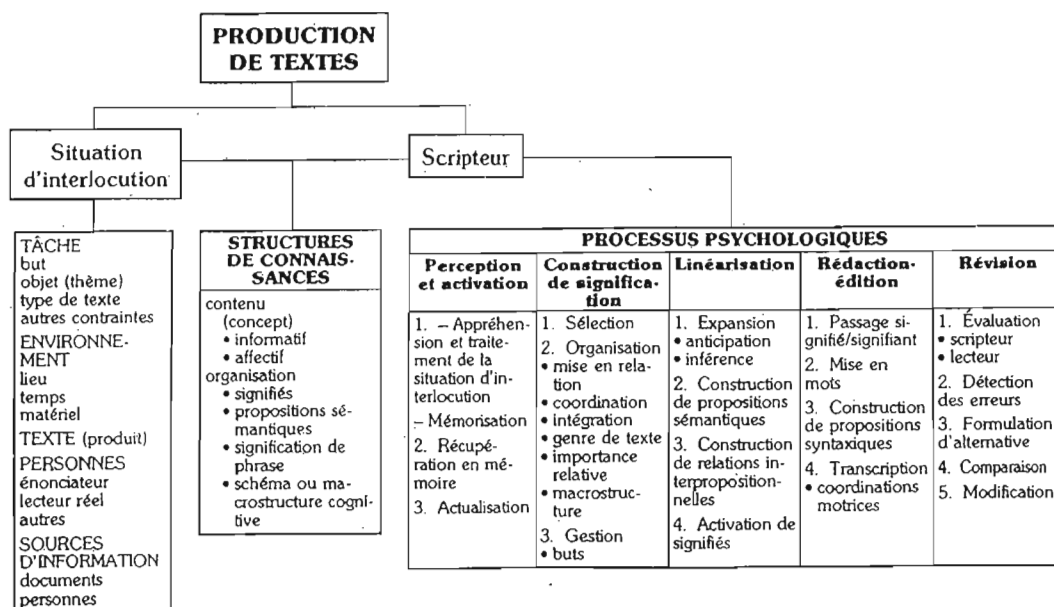 PRODUCTION
DE TEXTES
Situation
d'interlocution
Scripteur
TÂCHE
but
objet (thème)
type de texte
autres contraintes
ENVIRONNE-
MENT
lieu
temps
matériel
TEXTE (produit)
PERSONNES
énonciateur
lecteur réel
autres
SOURCES
D'INFORMATION
documents
personnes
STRUCTURES
DE CONNAIS-
SANCES
contenu
(concept)
• informatif
• affectif
organisation
• signifiés
• propositions sé-
mantiques
• signification de
phrase
• schéma ou ma-
crostructure cogni-
tive
PROCESSUS PSYCHOLOGIQUES
Perception
et activation
1. – Appréhen-
sion et traite-
ment de la
situation d'in-
terlocution
– Mémorisation
2. Récupé-
ration en mé-
moire
3. Actualisation
Construction
de significa-
tion
1. Sélection
2. Organisation
• mise en rela-
tion
• coordination
• intégration
• genre de texte
• importance
relative
• macrostruc-
ture
3. Gestion
• buts
Linéarisation
1. Expansion
• anticipation
• inférence
2. Construction
de propositions
sémantiques
3. Construction
de relations in-
terproposition-
nelles
4. Activation de
signifiés
Rédaction-
édition
1. Passage si-
gnifié/signifiant
2. Mise en
mots
3. Construction
de propositions
syntaxiques
4. Transcription
• coordinations
motrices
Révision
1. Évaluation
• scripteur
• lecteur
2. Détection
des erreurs
3. Formulation
d'alternative
4. Comparaison
5. Modification